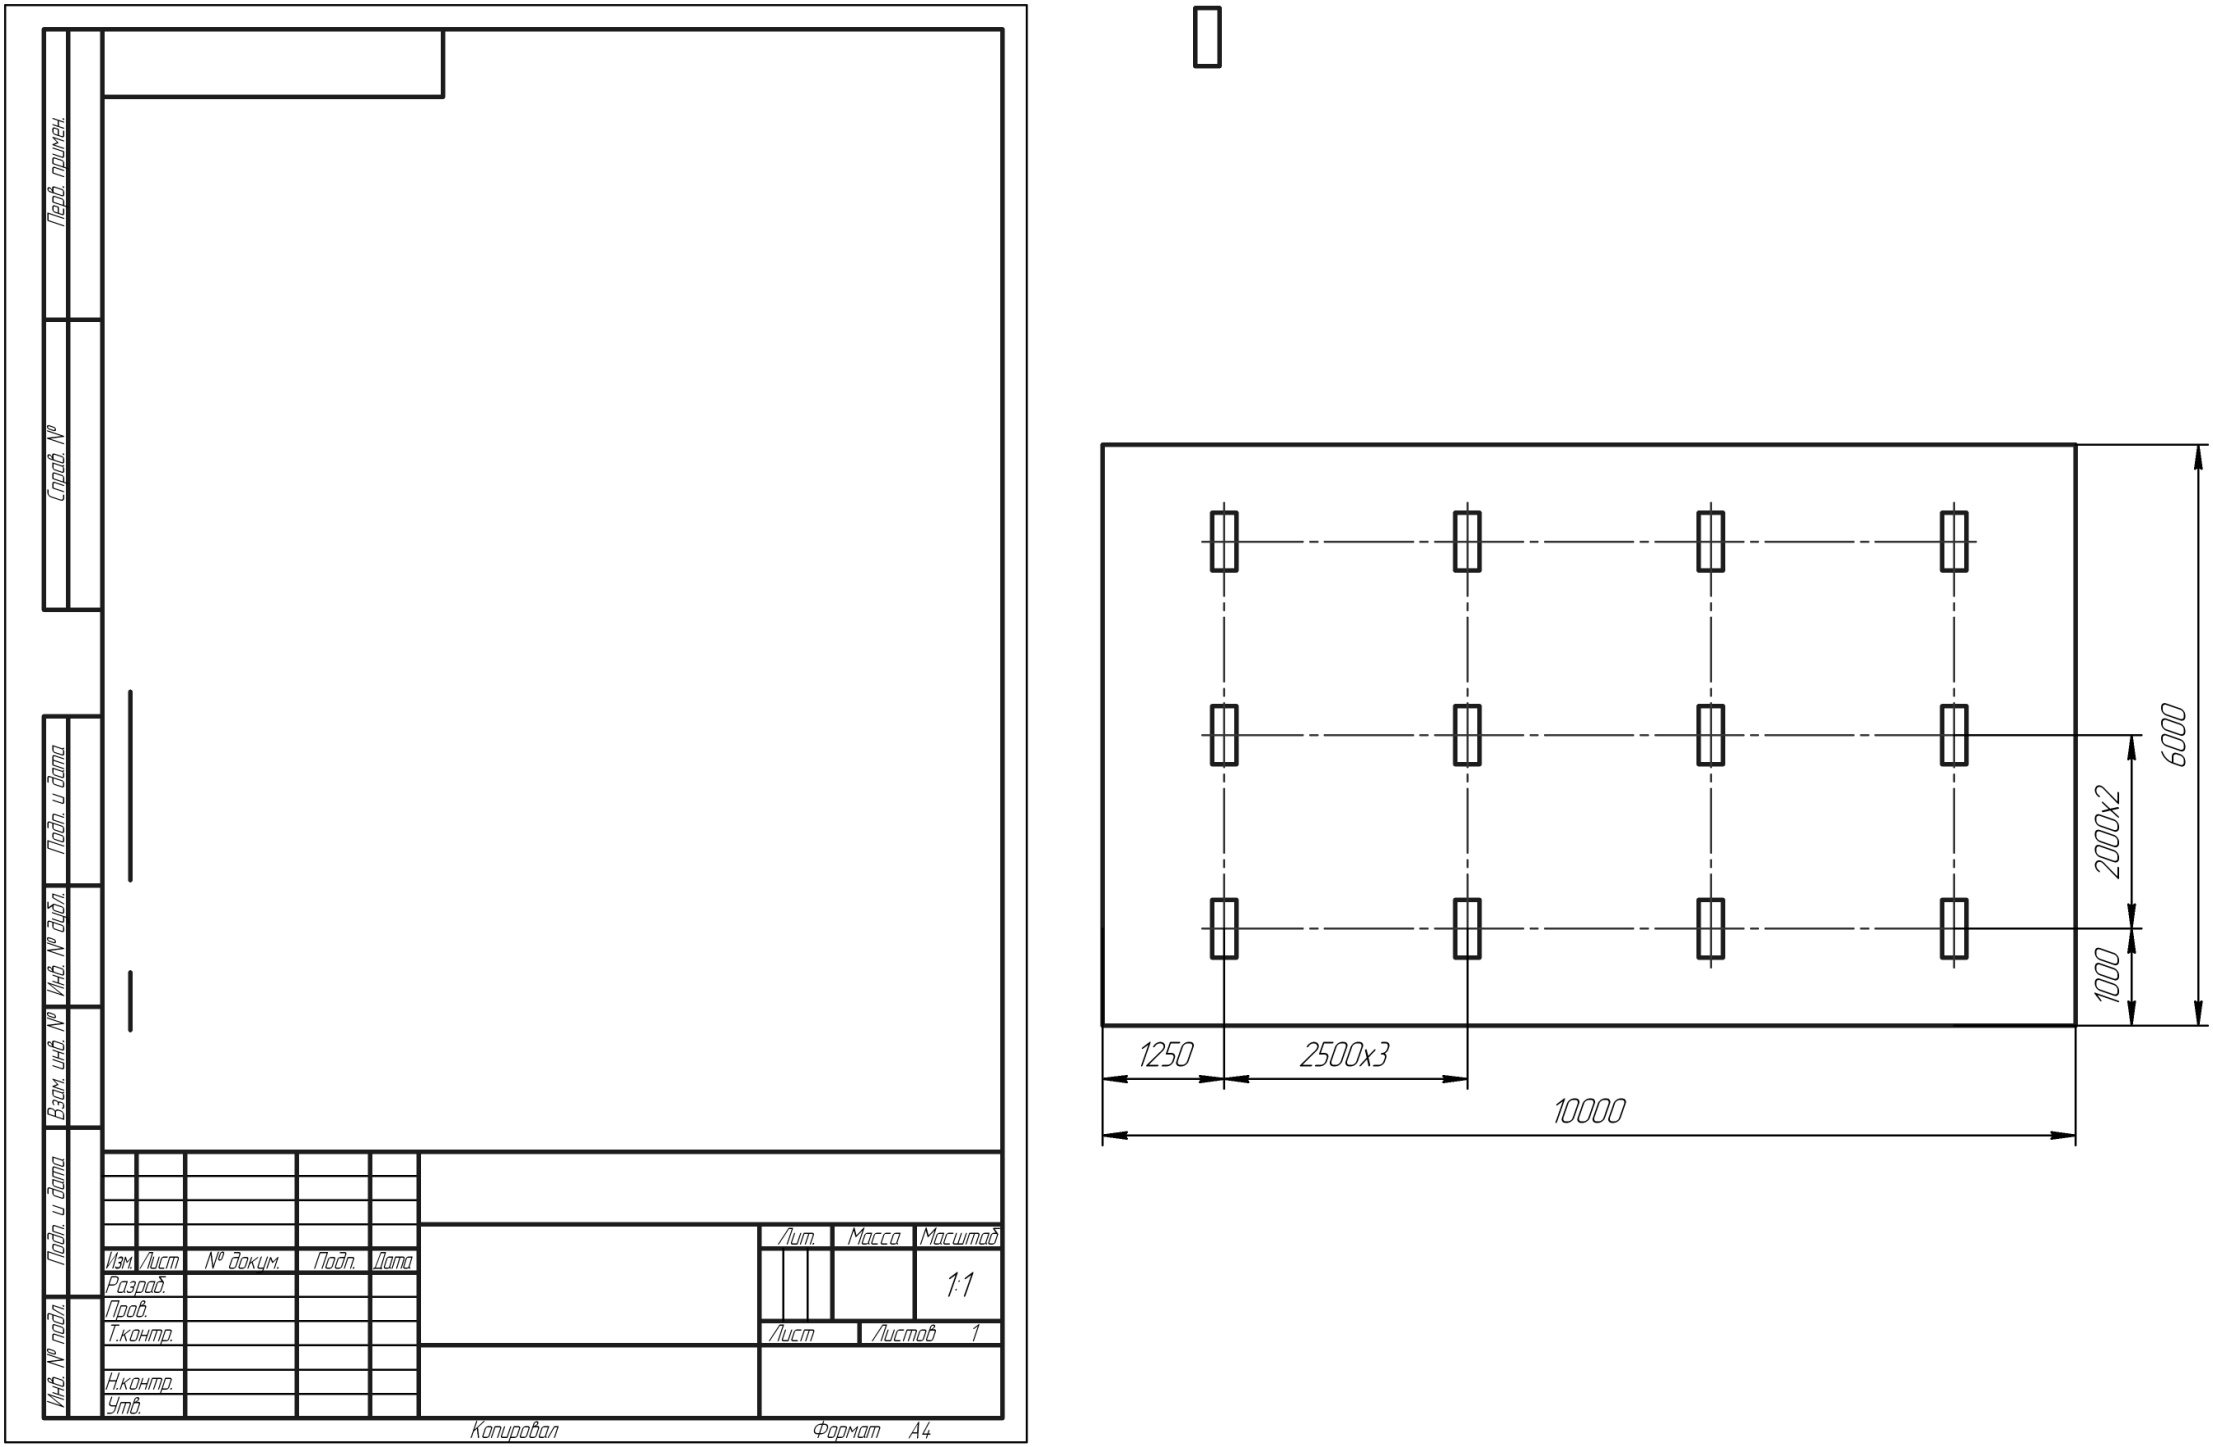 Перв. примен.
Справ. №
Подп. и дата
Инв. № дубл.
Взам. инв. №
Подп. и дата
Инв. № подл.
Изм. Лист № докум. Подп. Дата
Разраб.
Пров.
Т.контр.
Н.контр.
Утв.
Лит. Масса Масштаб
1:1
Лист Листов 1
Копировал Формат А4
6000
2000х2
1000
1250 2500х3
10000